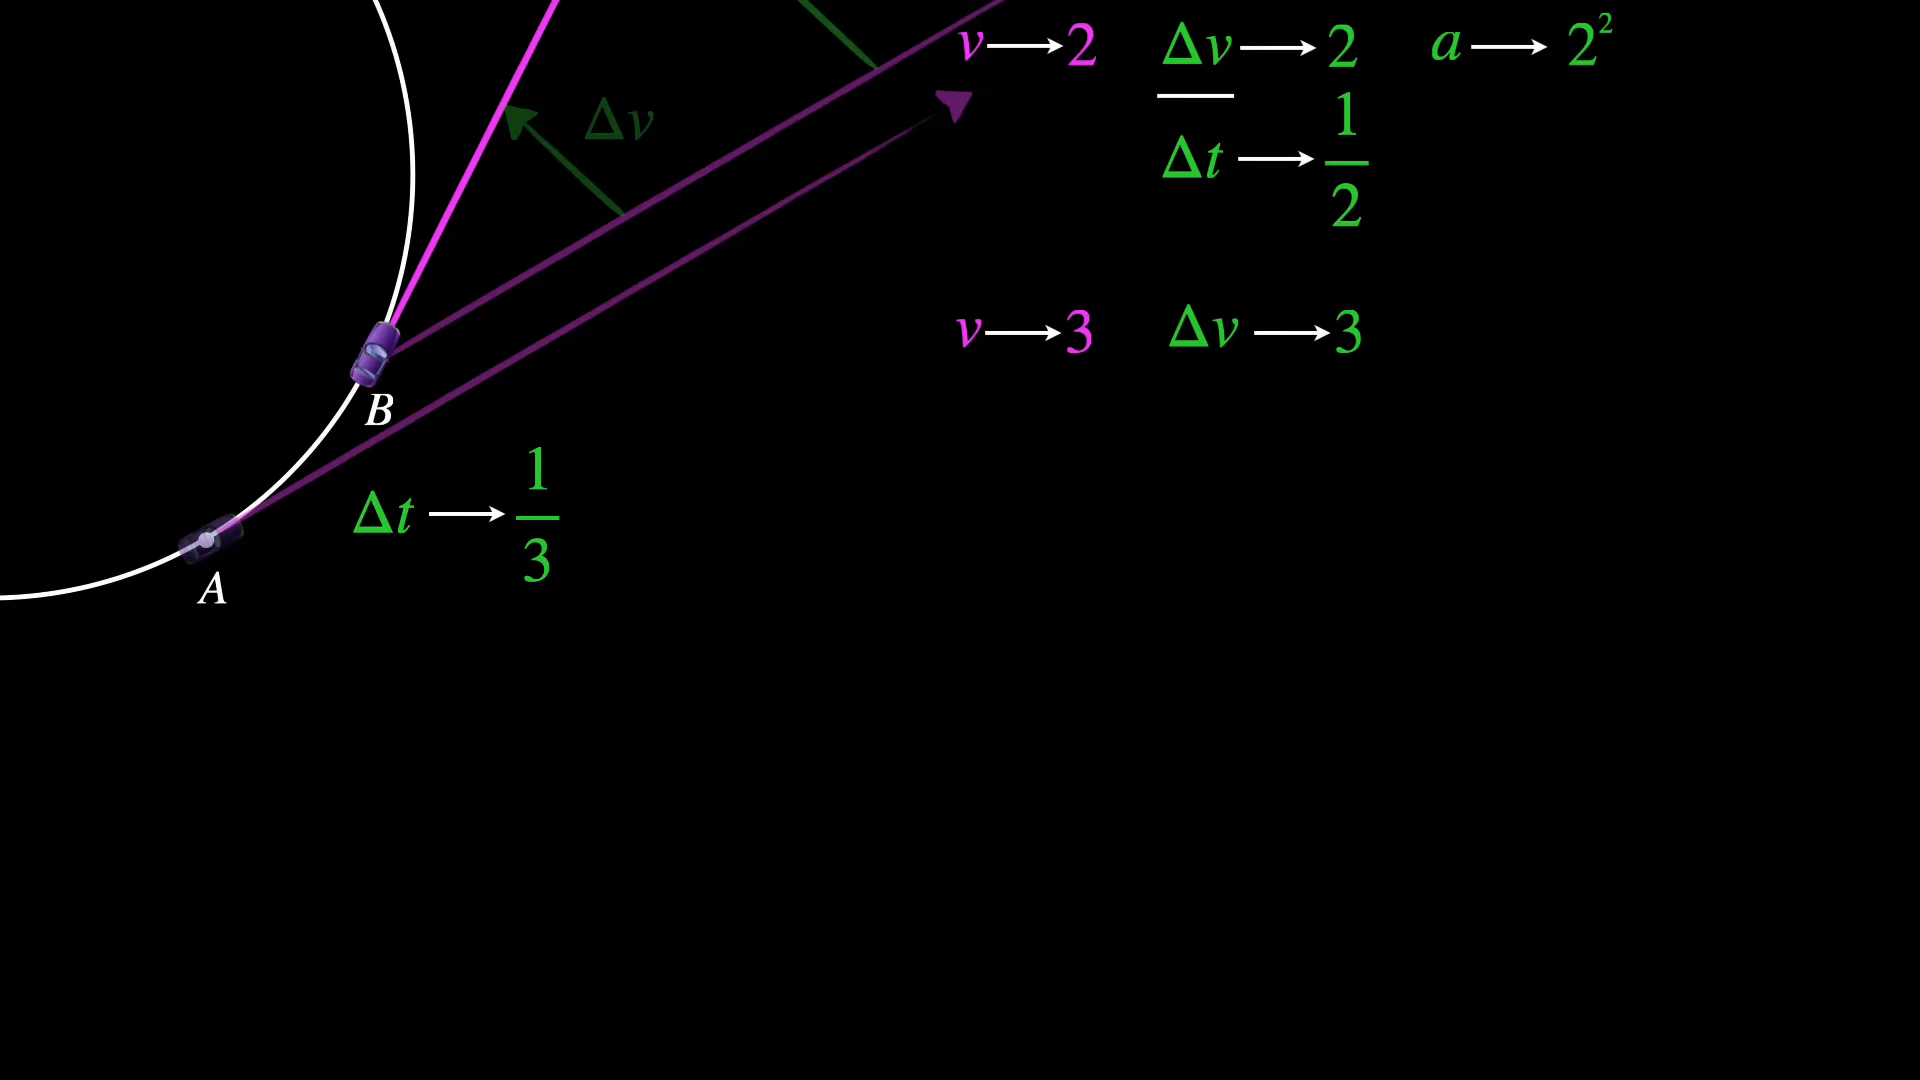 v → 2 Δv → 2 a → 2²
Δt → 1/2
Δv
v → 3 Δv → 3
B
Δt → 1/3
A